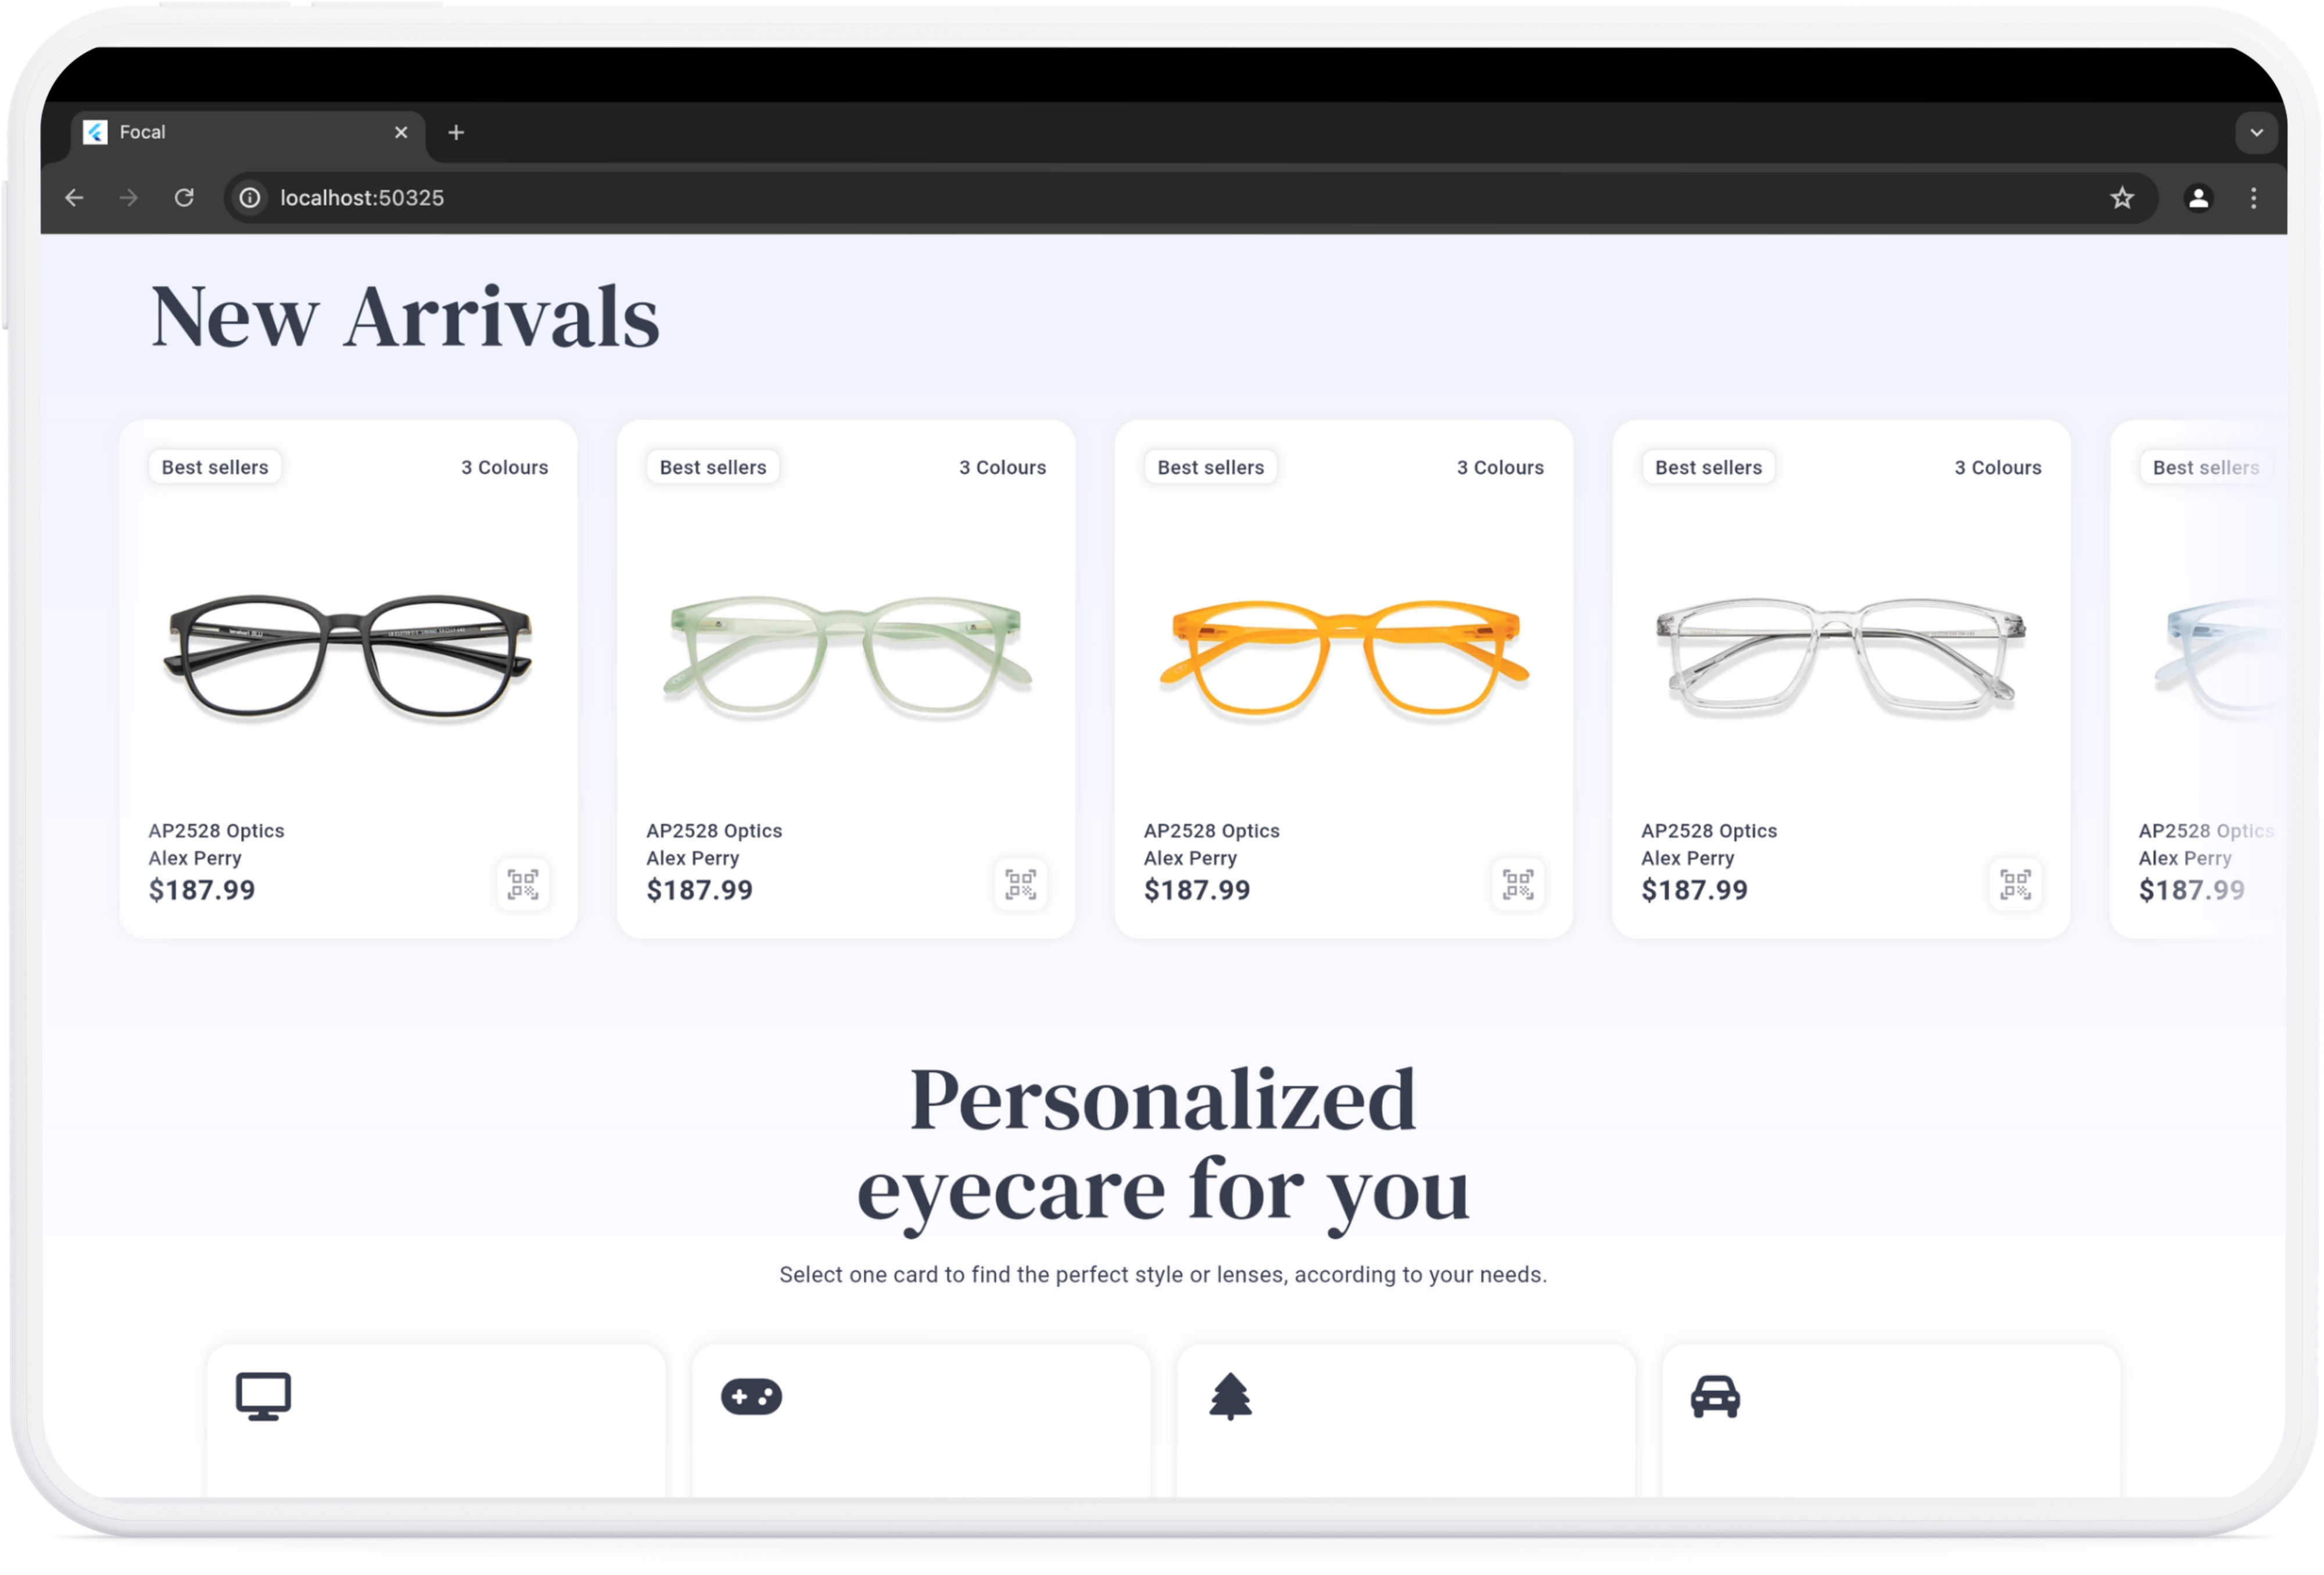 Focal
localhost:50325
New Arrivals
Best sellers
3 Colours
AP2528 Optics
Alex Perry
$187.99
Best sellers
3 Colours
AP2528 Optics
Alex Perry
$187.99
Best sellers
3 Colours
AP2528 Optics
Alex Perry
$187.99
Best sellers
3 Colours
AP2528 Optics
Alex Perry
$187.99
Best sellers
AP2528 Optics
Alex Perry
$187.99
Personalized
eyecare for you
Select one card to find the perfect style or lenses, according to your needs.